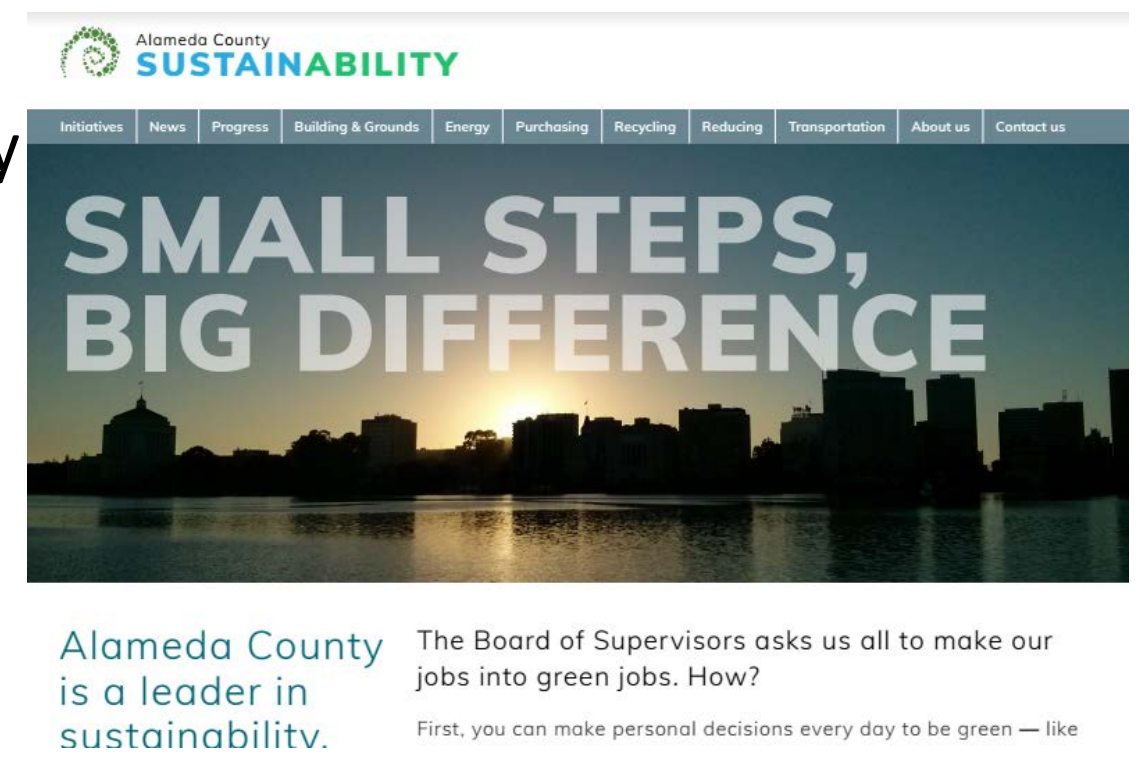 Alameda County
SUSTAINABILITY
Initiatives News Progress Building & Grounds Energy Purchasing Recycling Reducing Transportation About us Contact us
y
SMALL STEPS,
BIG DIFFERENCE
Alameda County
is a leader in
sustainability.
The Board of Supervisors asks us all to make our
jobs into green jobs. How?
First, you can make personal decisions every day to be green — like